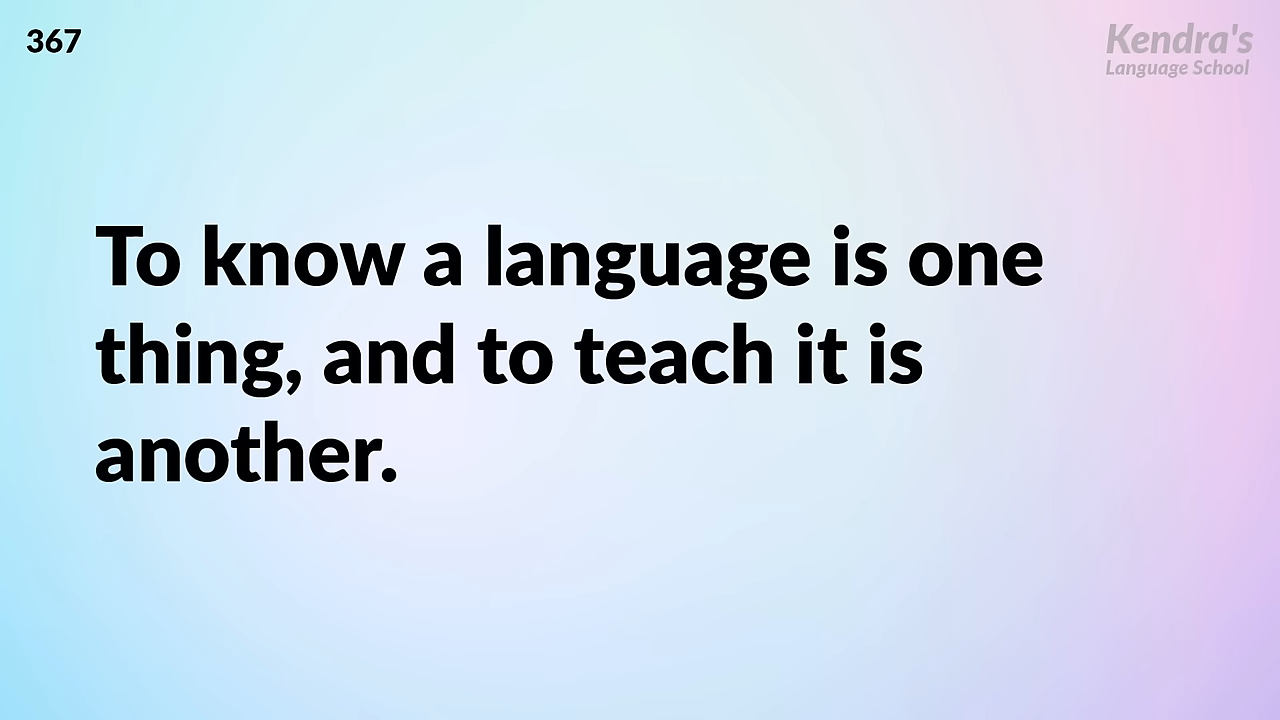 367
Kendra's
Language School
To know a language is one
thing, and to teach it is
another.